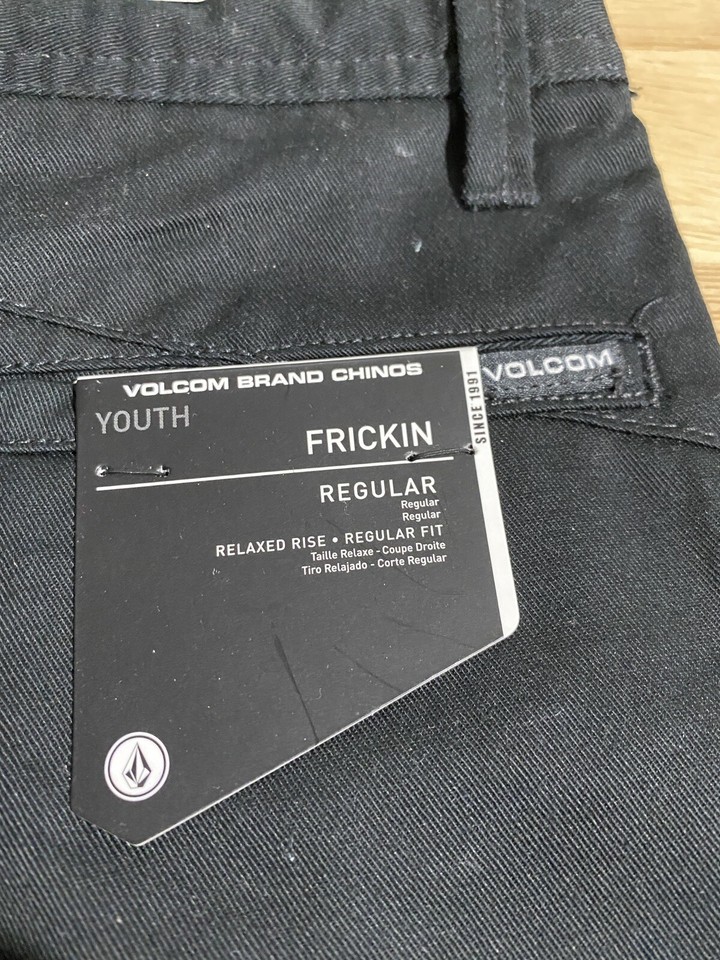 VOLCOM BRAND CHINOS
YOUTH
FRICKIN
REGULAR
Regular
Regular
RELAXED RISE • REGULAR FIT
Taille Relaxe - Coupe Droite
Tiro Relajado - Corte Regular
SINCE 1991
VOLCOM